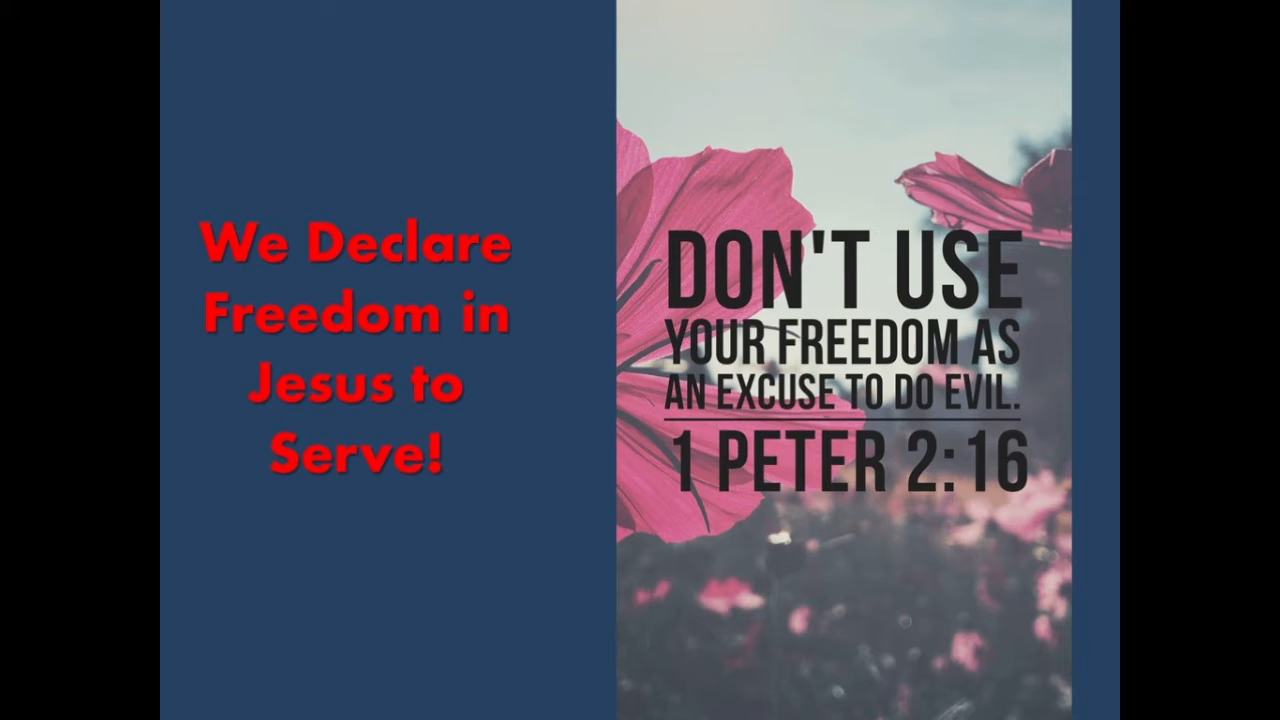 We Declare
Freedom in
Jesus to
Serve!
DON'T USE
YOUR FREEDOM AS
AN EXCUSE TO DO EVIL.
1 PETER 2:16